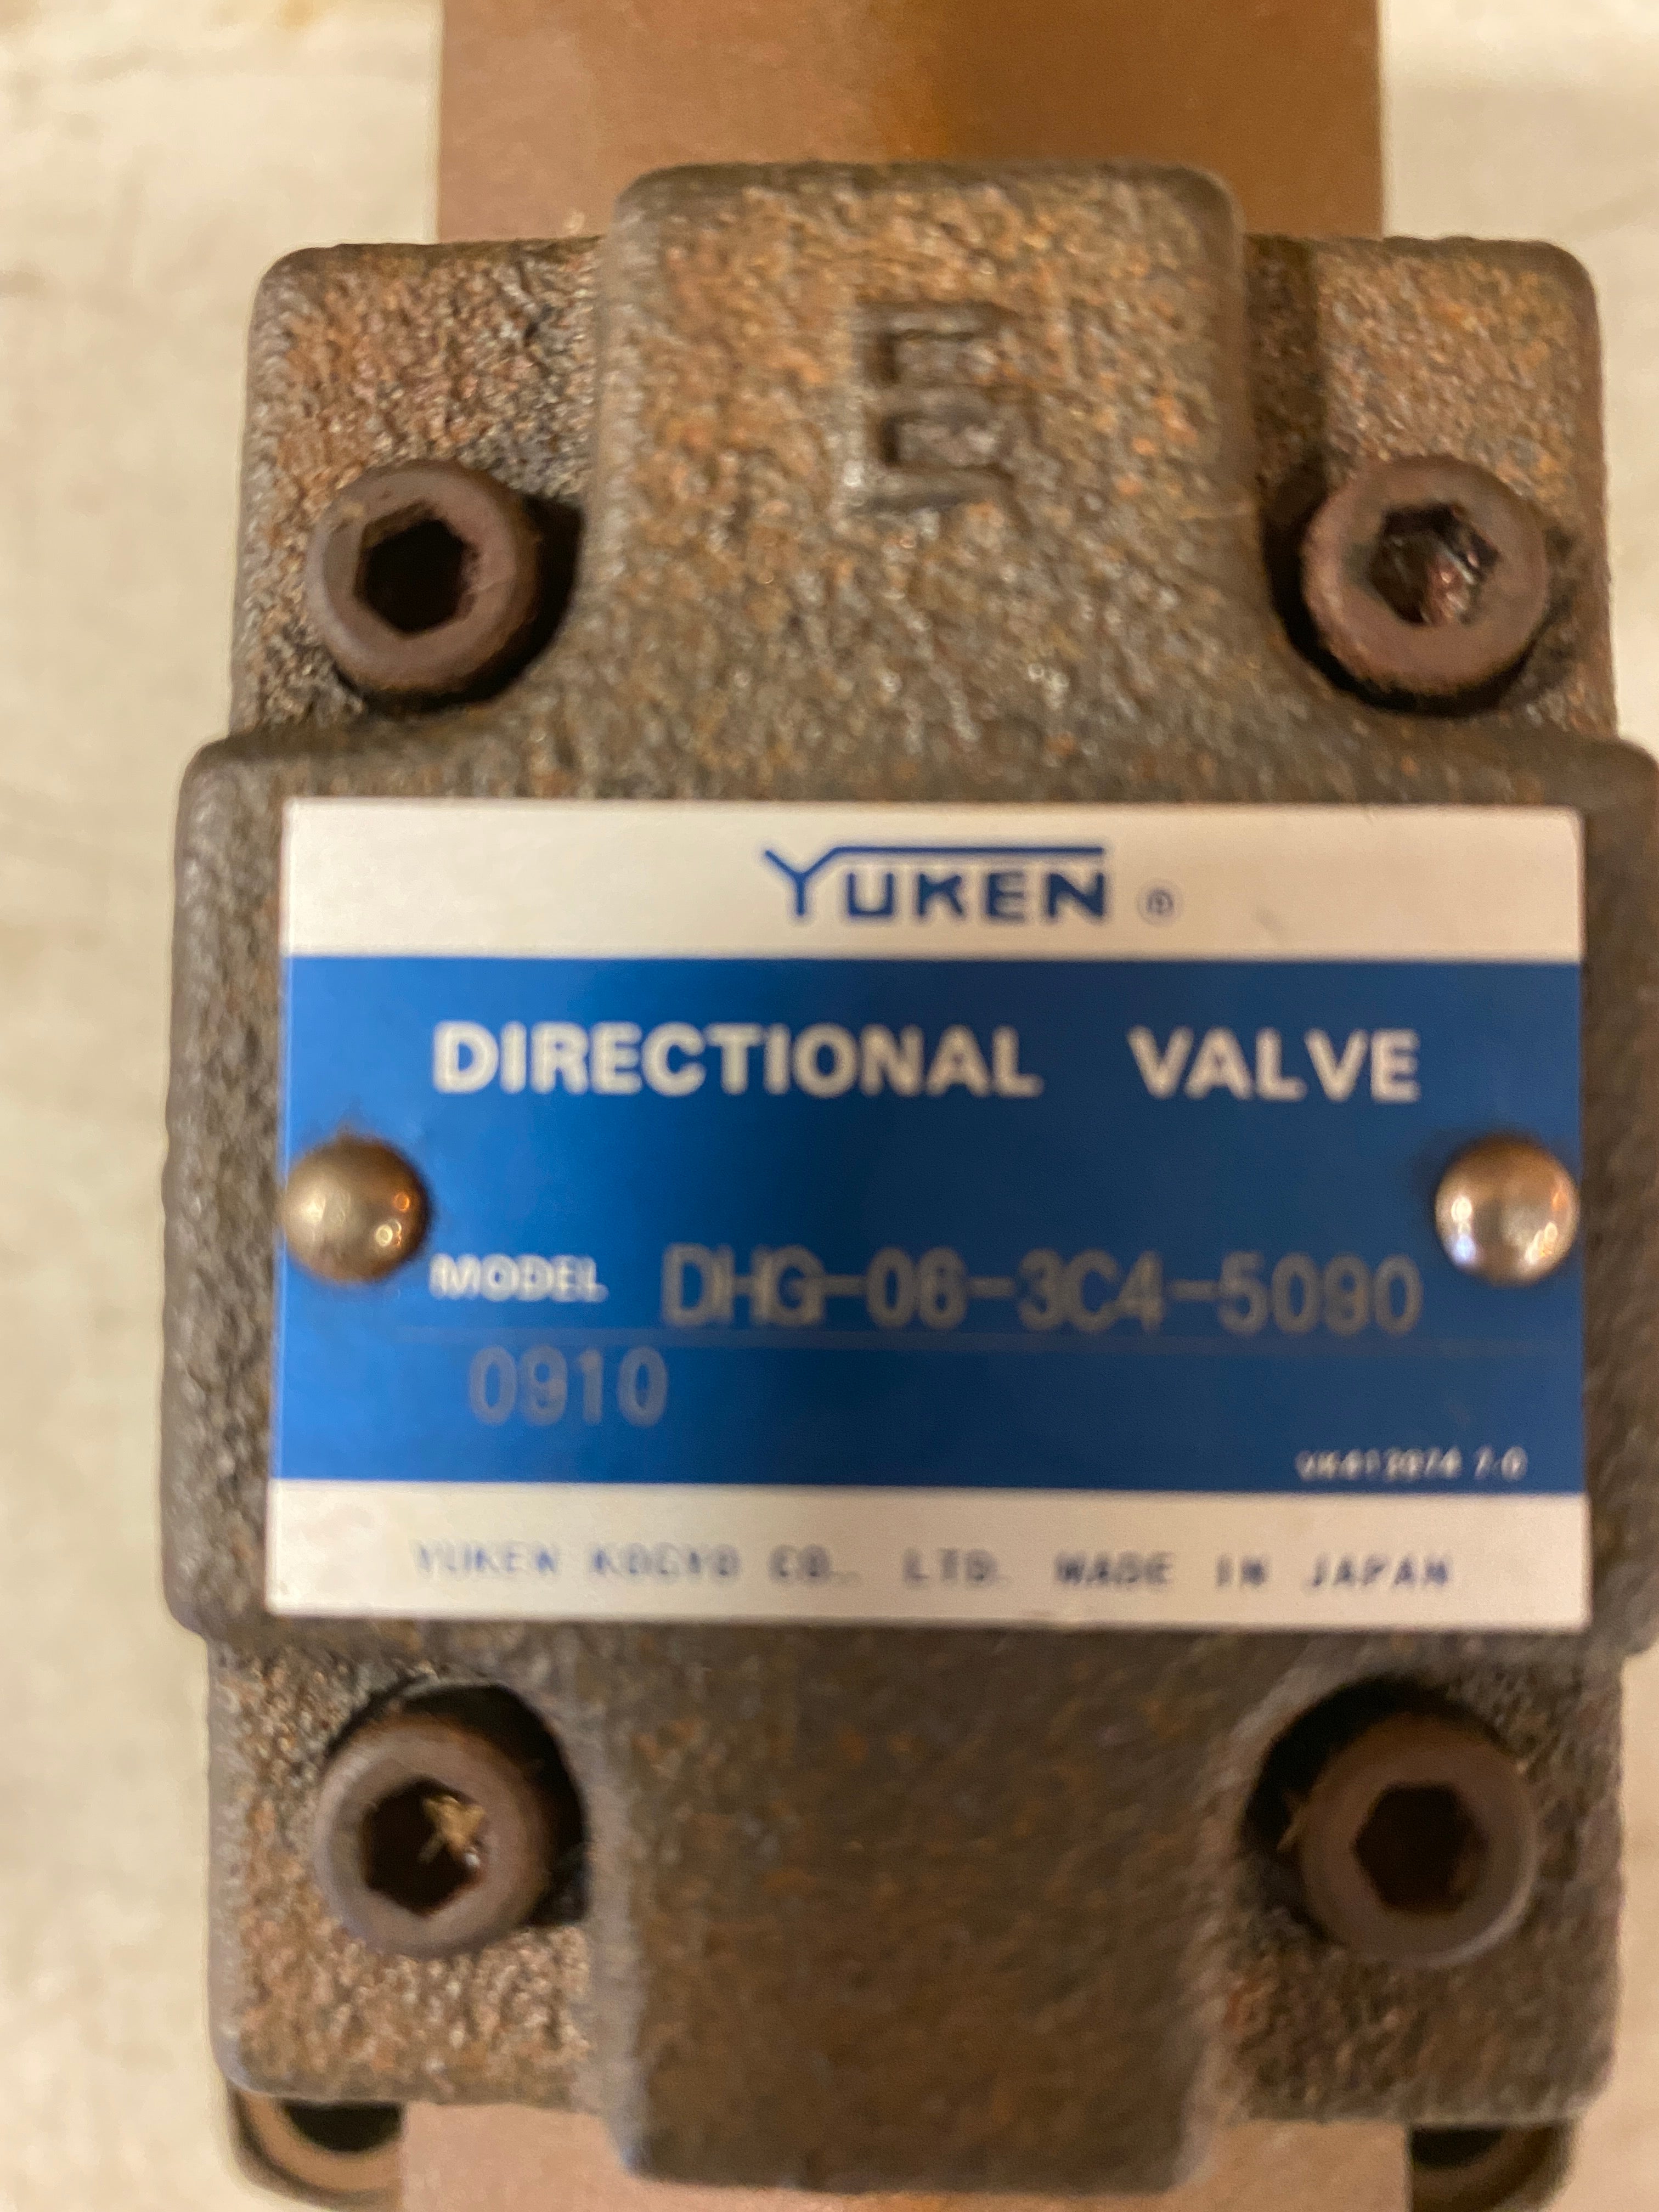 YUKEN ®
DIRECTIONAL VALVE
MODEL DHG-06-3C4-5090
0910
YUKEN KOGYO CO., LTD. MADE IN JAPAN